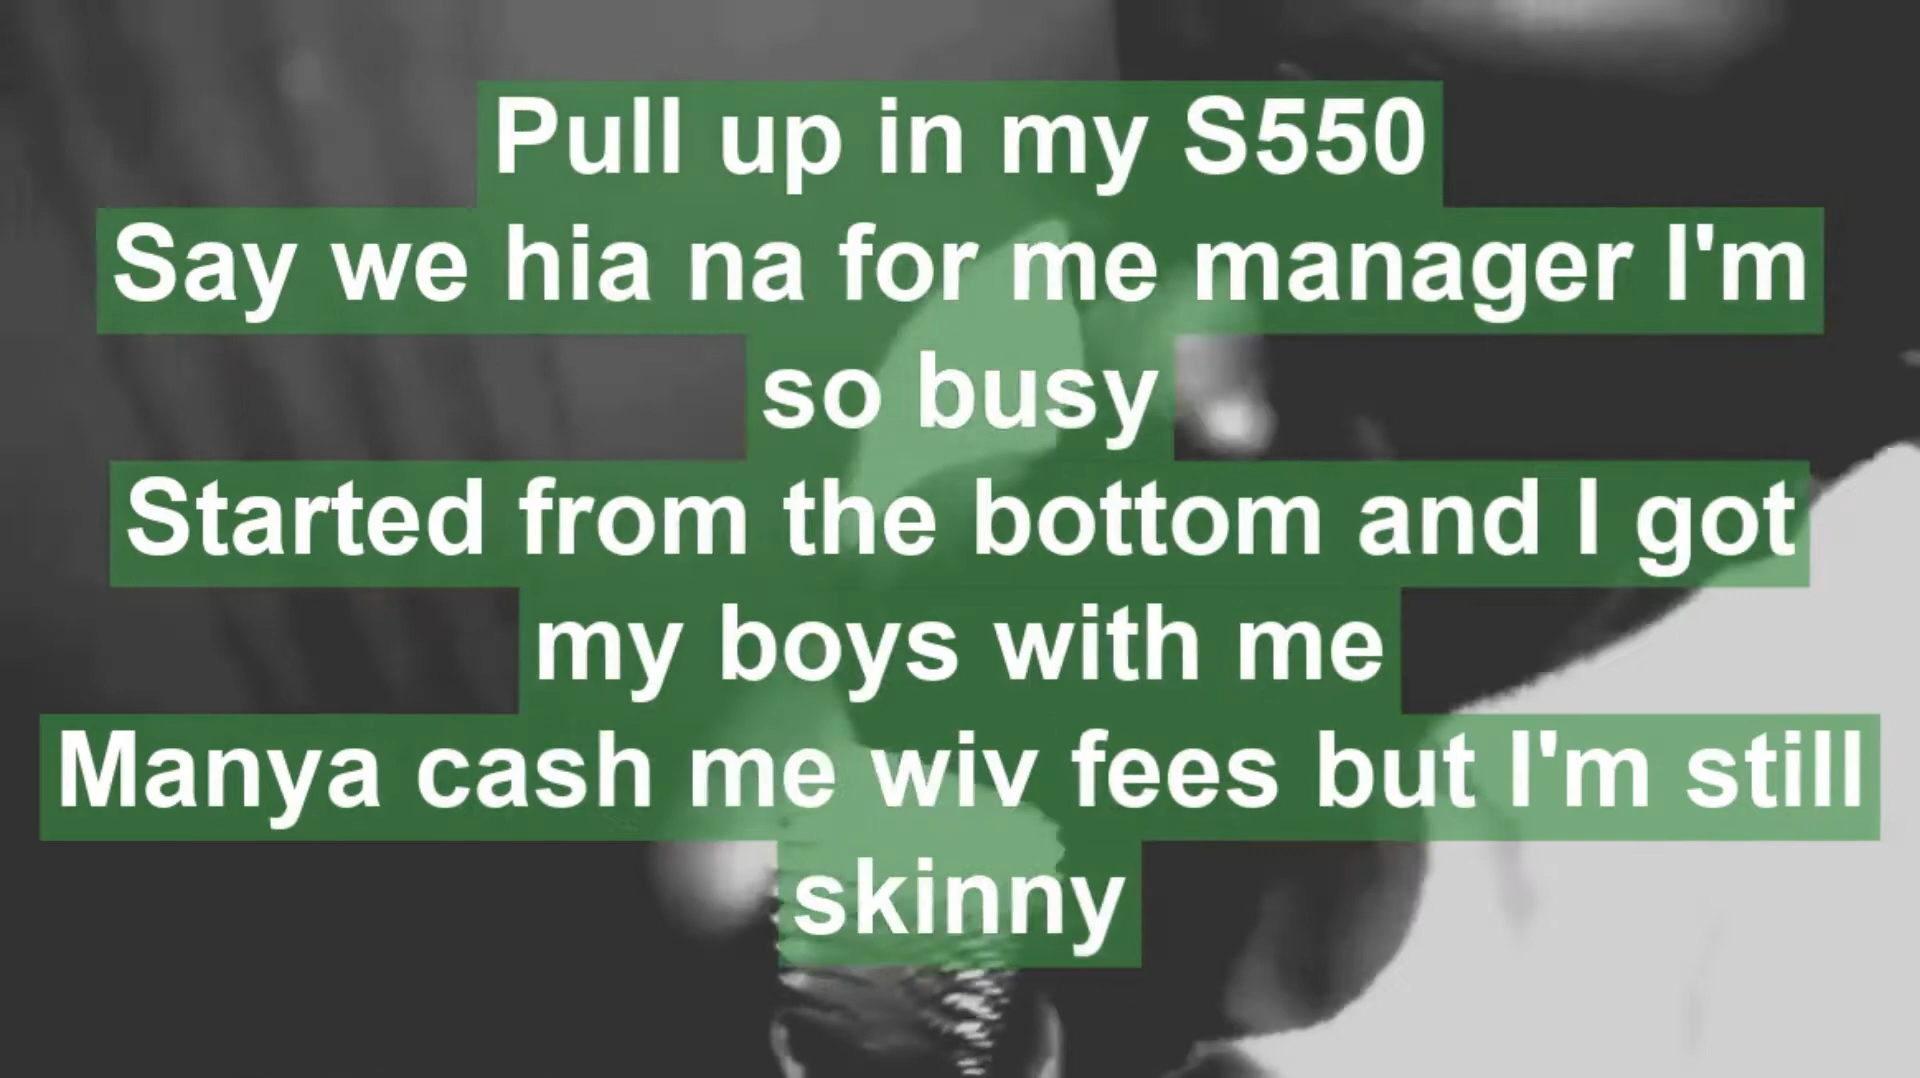 Pull up in my S550
Say we hia na for me manager I'm
so busy
Started from the bottom and I got
my boys with me
Manya cash me wiv fees but I'm still
skinny